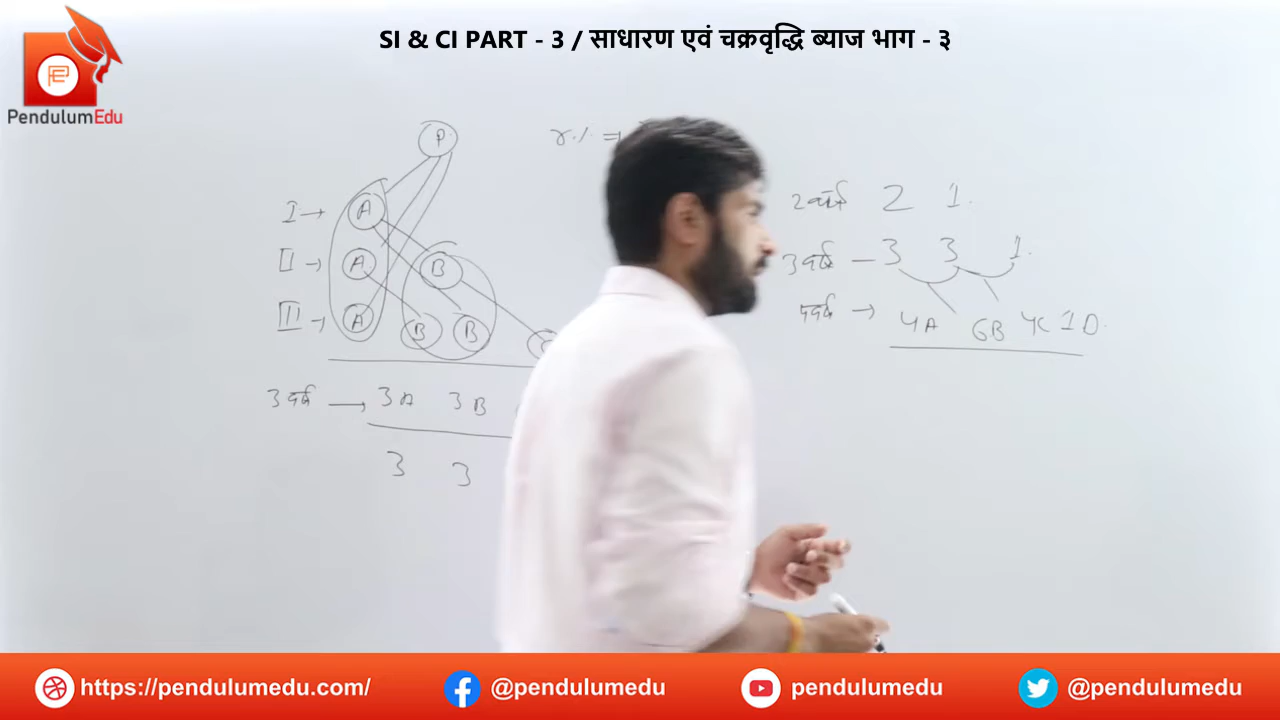 SI & CI PART - 3 / साधारण एवं चक्रवृद्धि ब्याज भाग - ३
PendulumEdu
P
r.% =>
I → A
II → A B
III → A B B
3 वर्ष → 3A 3B
3 3
2 वर्ष 2 1
3 वर्ष – 3 3 1
4 वर्ष → 4A 6B 4C 1D
https://pendulumedu.com/
@pendulumedu
pendulumedu
@pendulumedu